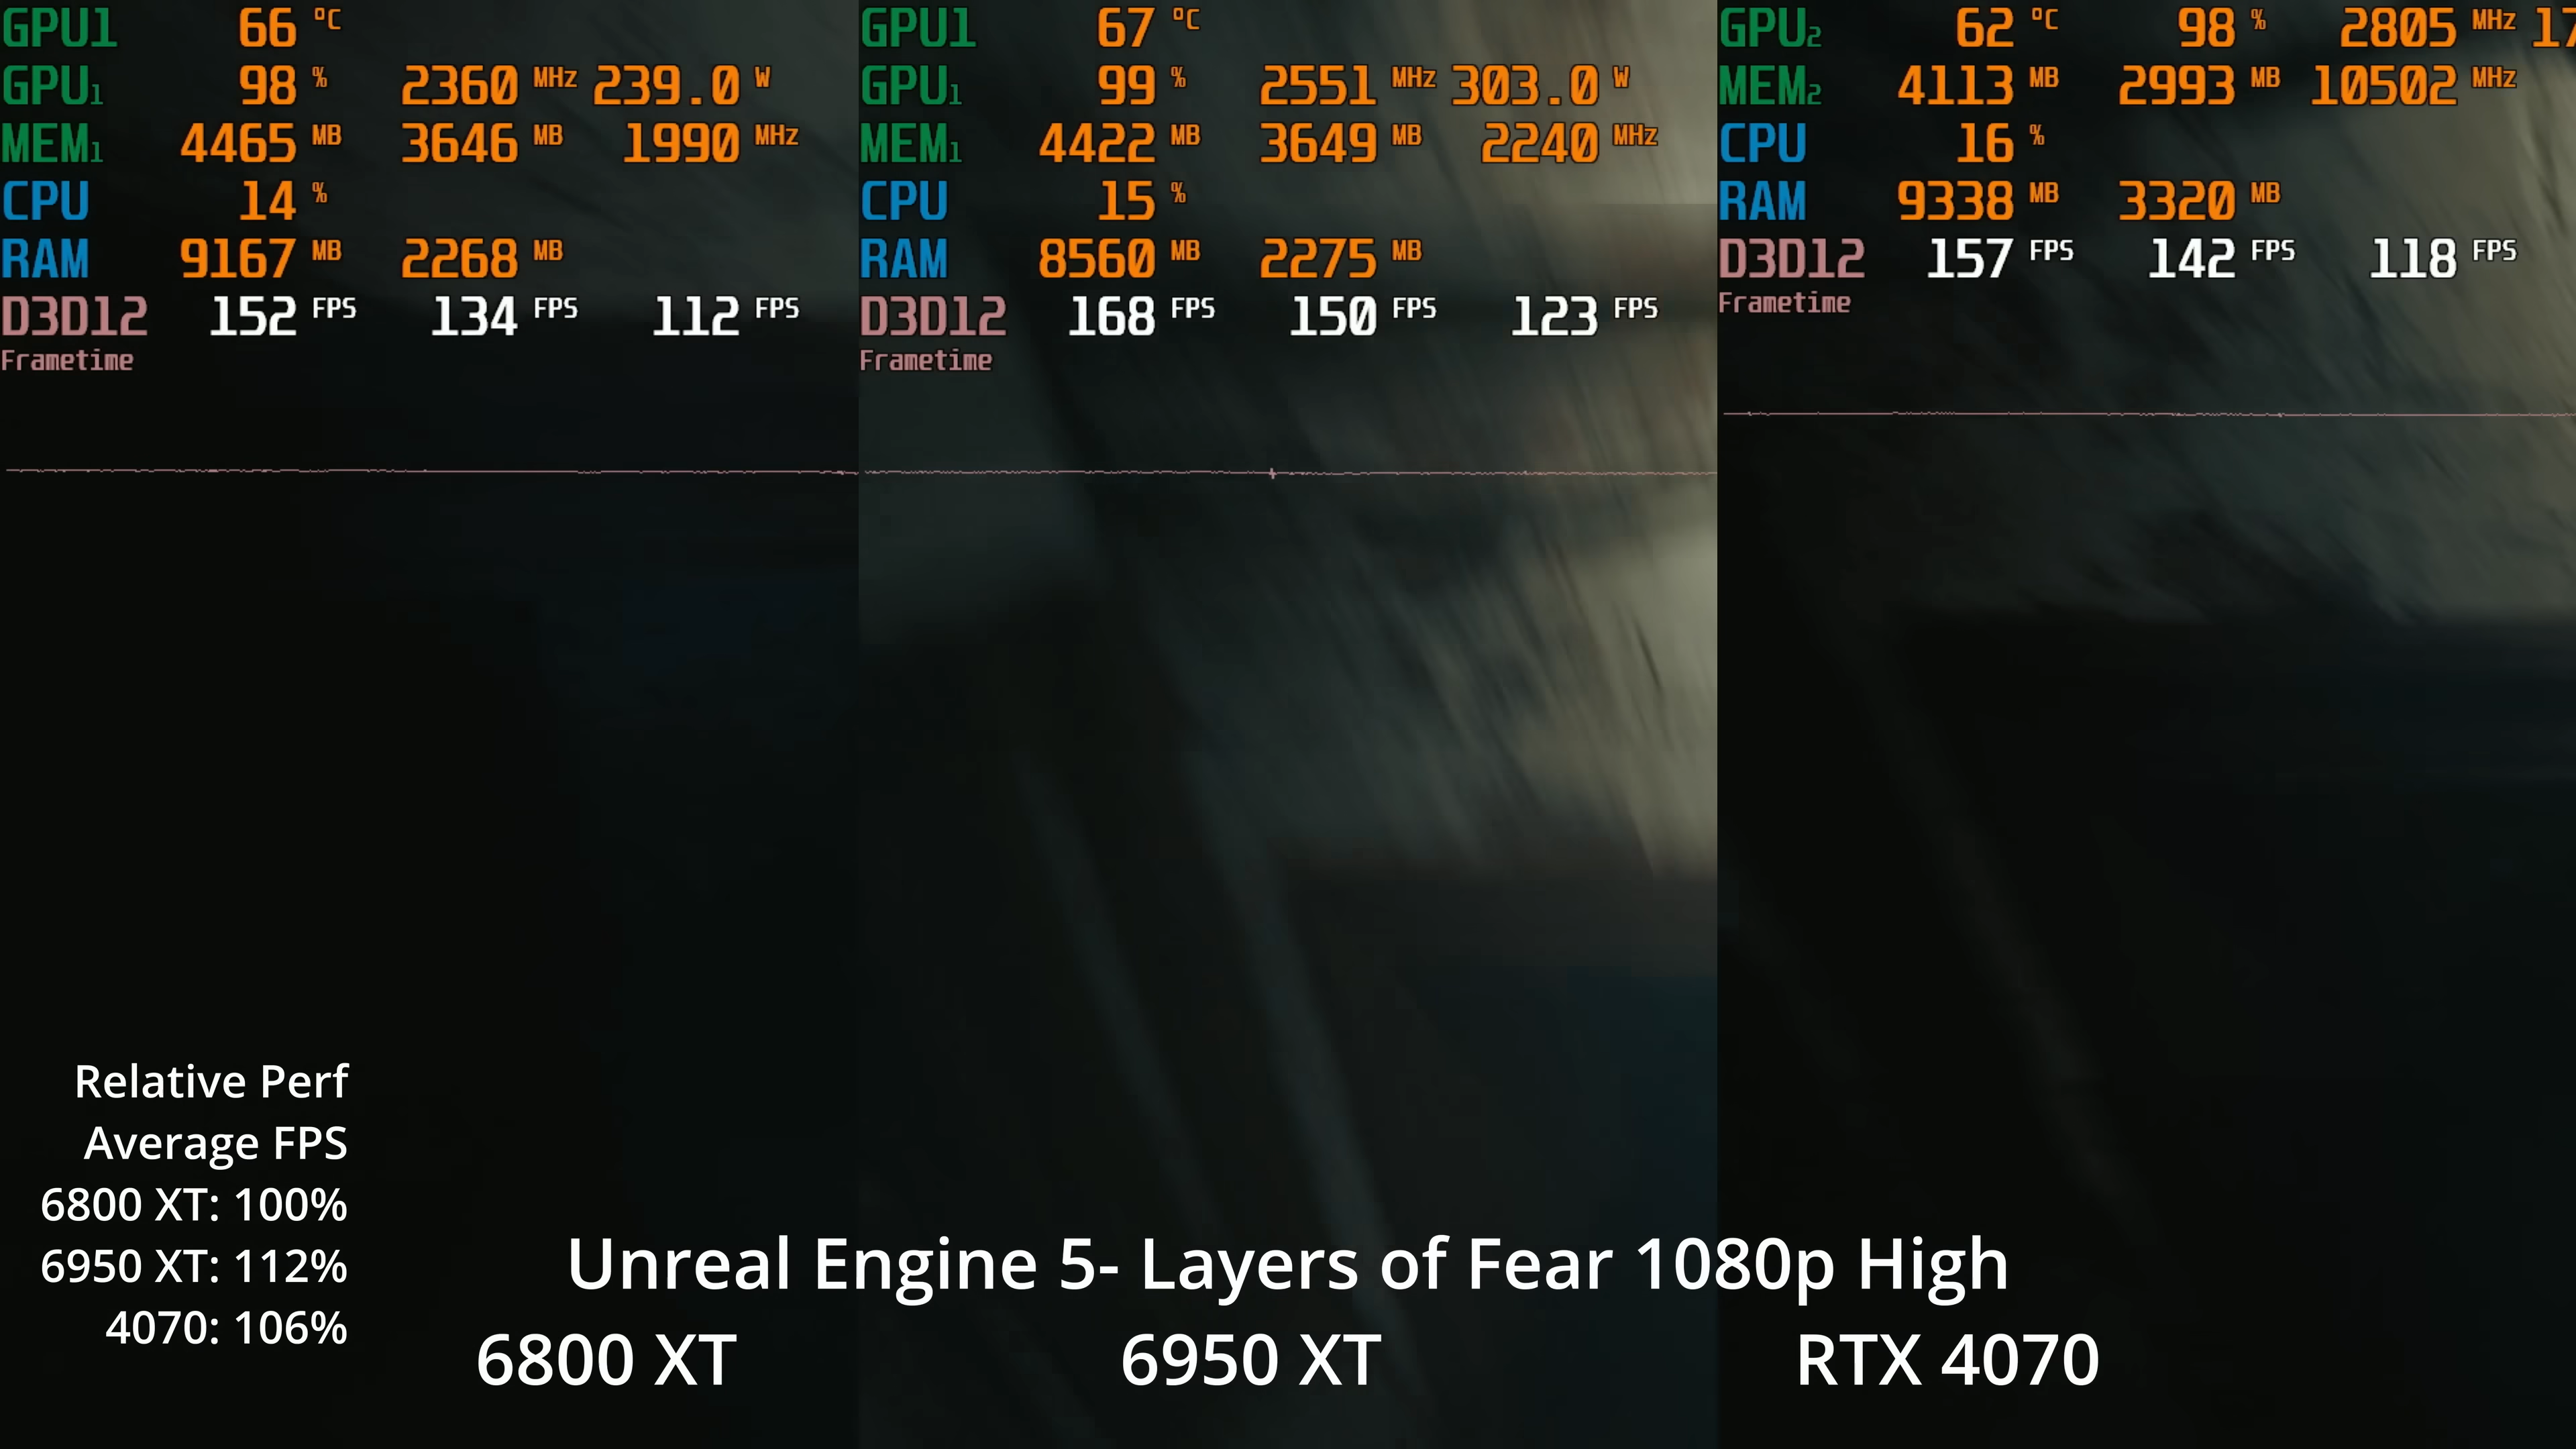 GPU1 66 °C
GPU1 98 % 2360 MHz 239.0 W
MEM1 4465 MB 3646 MB 1990 MHz
CPU 14 %
RAM 9167 MB 2268 MB
D3D12 152 FPS 134 FPS 112 FPS
Frametime
GPU1 67 °C
GPU1 99 % 2551 MHz 303.0 W
MEM1 4422 MB 3649 MB 2240 MHz
CPU 15 %
RAM 8560 MB 2275 MB
D3D12 168 FPS 150 FPS 123 FPS
Frametime
GPU2 62 °C 98 % 2805 MHz 17
MEM2 4113 MB 2993 MB 10502 MHz
CPU 16 %
RAM 9338 MB 3320 MB
D3D12 157 FPS 142 FPS 118 FPS
Frametime
Relative Perf
Average FPS
6800 XT: 100%
6950 XT: 112%
4070: 106%
Unreal Engine 5- Layers of Fear 1080p High
6800 XT
6950 XT
RTX 4070